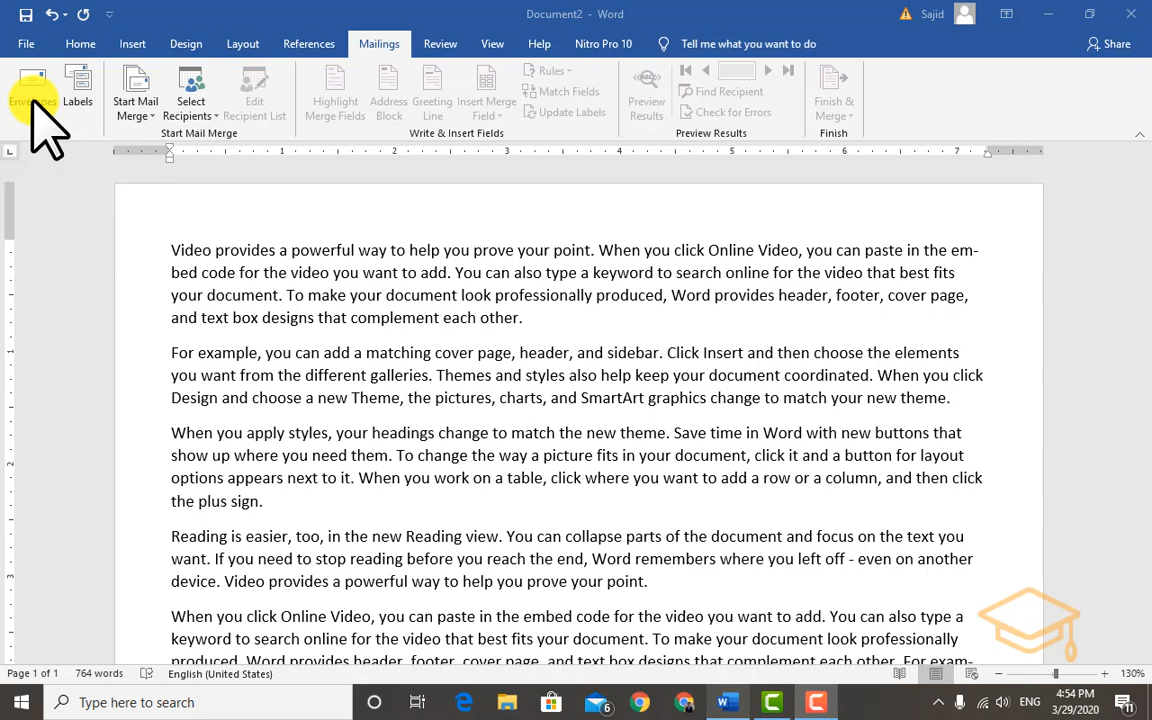 Document2 - Word
Sajid
File Home Insert Design Layout References Mailings Review View Help Nitro Pro 10 Tell me what you want to do Share
Envelopes Labels
Start Mail Merge
Select Recipients
Edit Recipient List
Start Mail Merge
Highlight Merge Fields
Address Block
Greeting Line
Insert Merge Field
Rules
Match Fields
Update Labels
Write & Insert Fields
Preview Results
Find Recipient
Check for Errors
Preview Results
Finish & Merge
Finish
1 2 3 4 5 6 7
Video provides a powerful way to help you prove your point. When you click Online Video, you can paste in the em-
bed code for the video you want to add. You can also type a keyword to search online for the video that best fits
your document. To make your document look professionally produced, Word provides header, footer, cover page,
and text box designs that complement each other.
For example, you can add a matching cover page, header, and sidebar. Click Insert and then choose the elements
you want from the different galleries. Themes and styles also help keep your document coordinated. When you click
Design and choose a new Theme, the pictures, charts, and SmartArt graphics change to match your new theme.
When you apply styles, your headings change to match the new theme. Save time in Word with new buttons that
show up where you need them. To change the way a picture fits in your document, click it and a button for layout
options appears next to it. When you work on a table, click where you want to add a row or a column, and then click
the plus sign.
Reading is easier, too, in the new Reading view. You can collapse parts of the document and focus on the text you
want. If you need to stop reading before you reach the end, Word remembers where you left off - even on another
device. Video provides a powerful way to help you prove your point.
When you click Online Video, you can paste in the embed code for the video you want to add. You can also type a
keyword to search online for the video that best fits your document. To make your document look professionally
produced, Word provides header, footer, cover page, and text box designs that complement each other. For exam-
1
2
3
Page 1 of 1 764 words English (United States) 130%
Type here to search
6
ENG
4:54 PM
3/29/2020
11